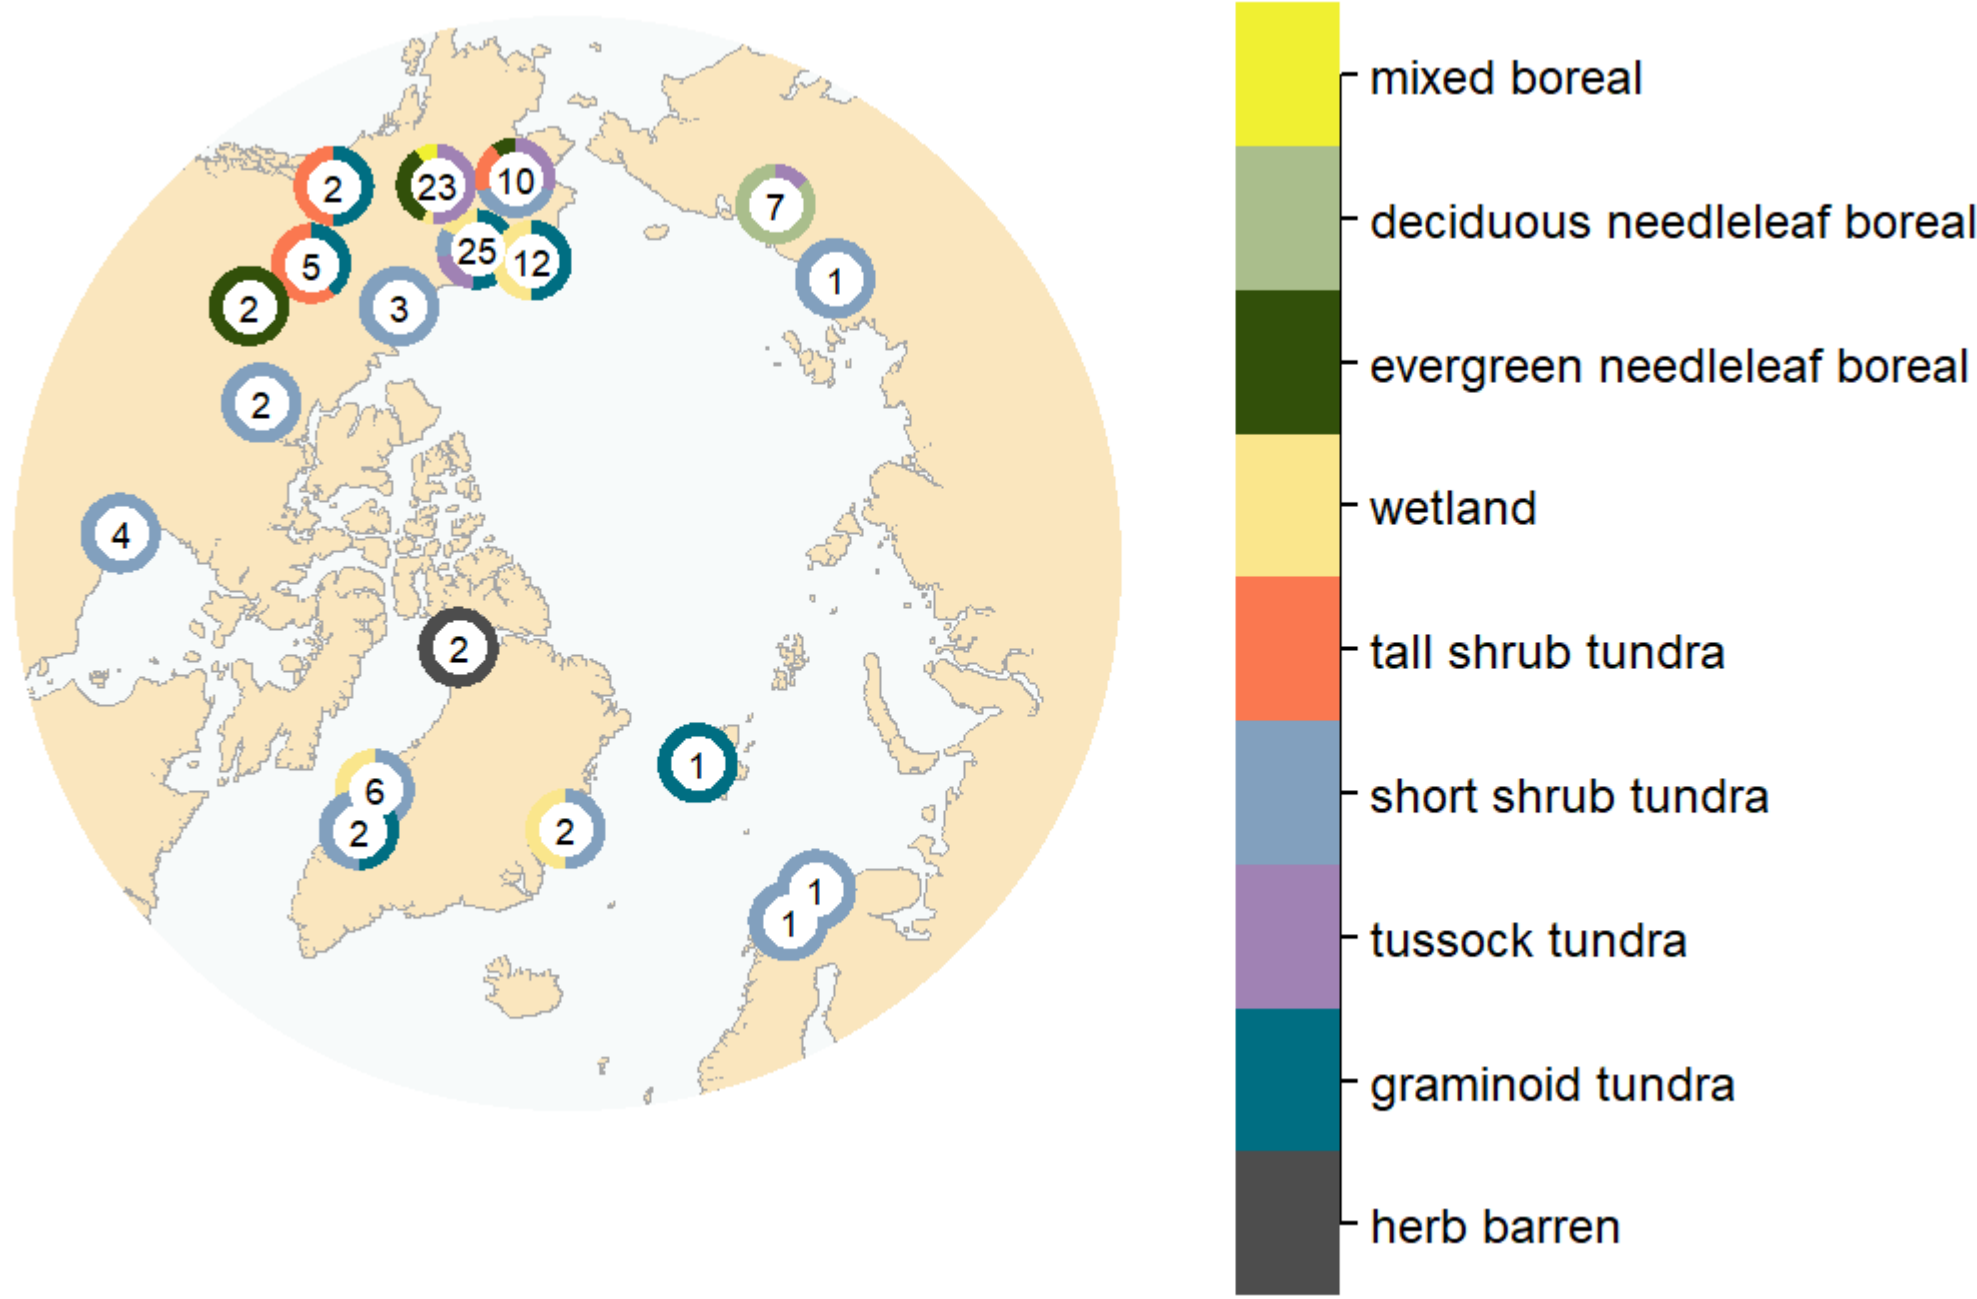 2
23
10
7
5
25
12
1
2
3
2
4
2
1
6
2
2
1
1
mixed boreal
deciduous needleleaf boreal
evergreen needleleaf boreal
wetland
tall shrub tundra
short shrub tundra
tussock tundra
graminoid tundra
herb barren